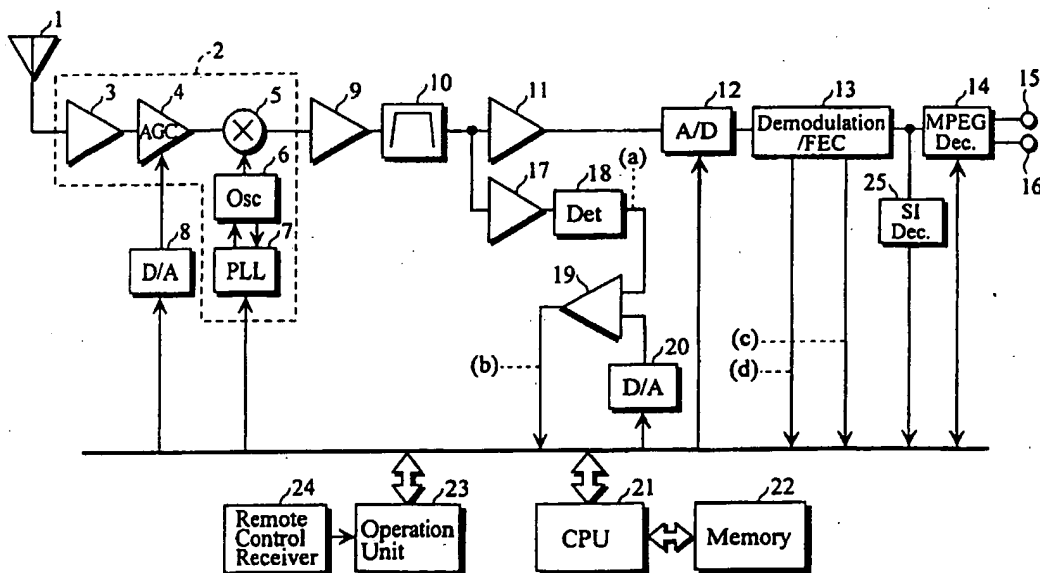 1
2
3
4
5
9
10
11
12
13
14
15
AGC
A/D
Demodulation
/FEC
MPEG
Dec.
16
6
Osc
17
18
(a)
Det
25
SI
Dec.
8
7
D/A
PLL
19
20
(b)
D/A
(c)
(d)
24
23
21
22
Remote
Control
Receiver
Operation
Unit
CPU
Memory